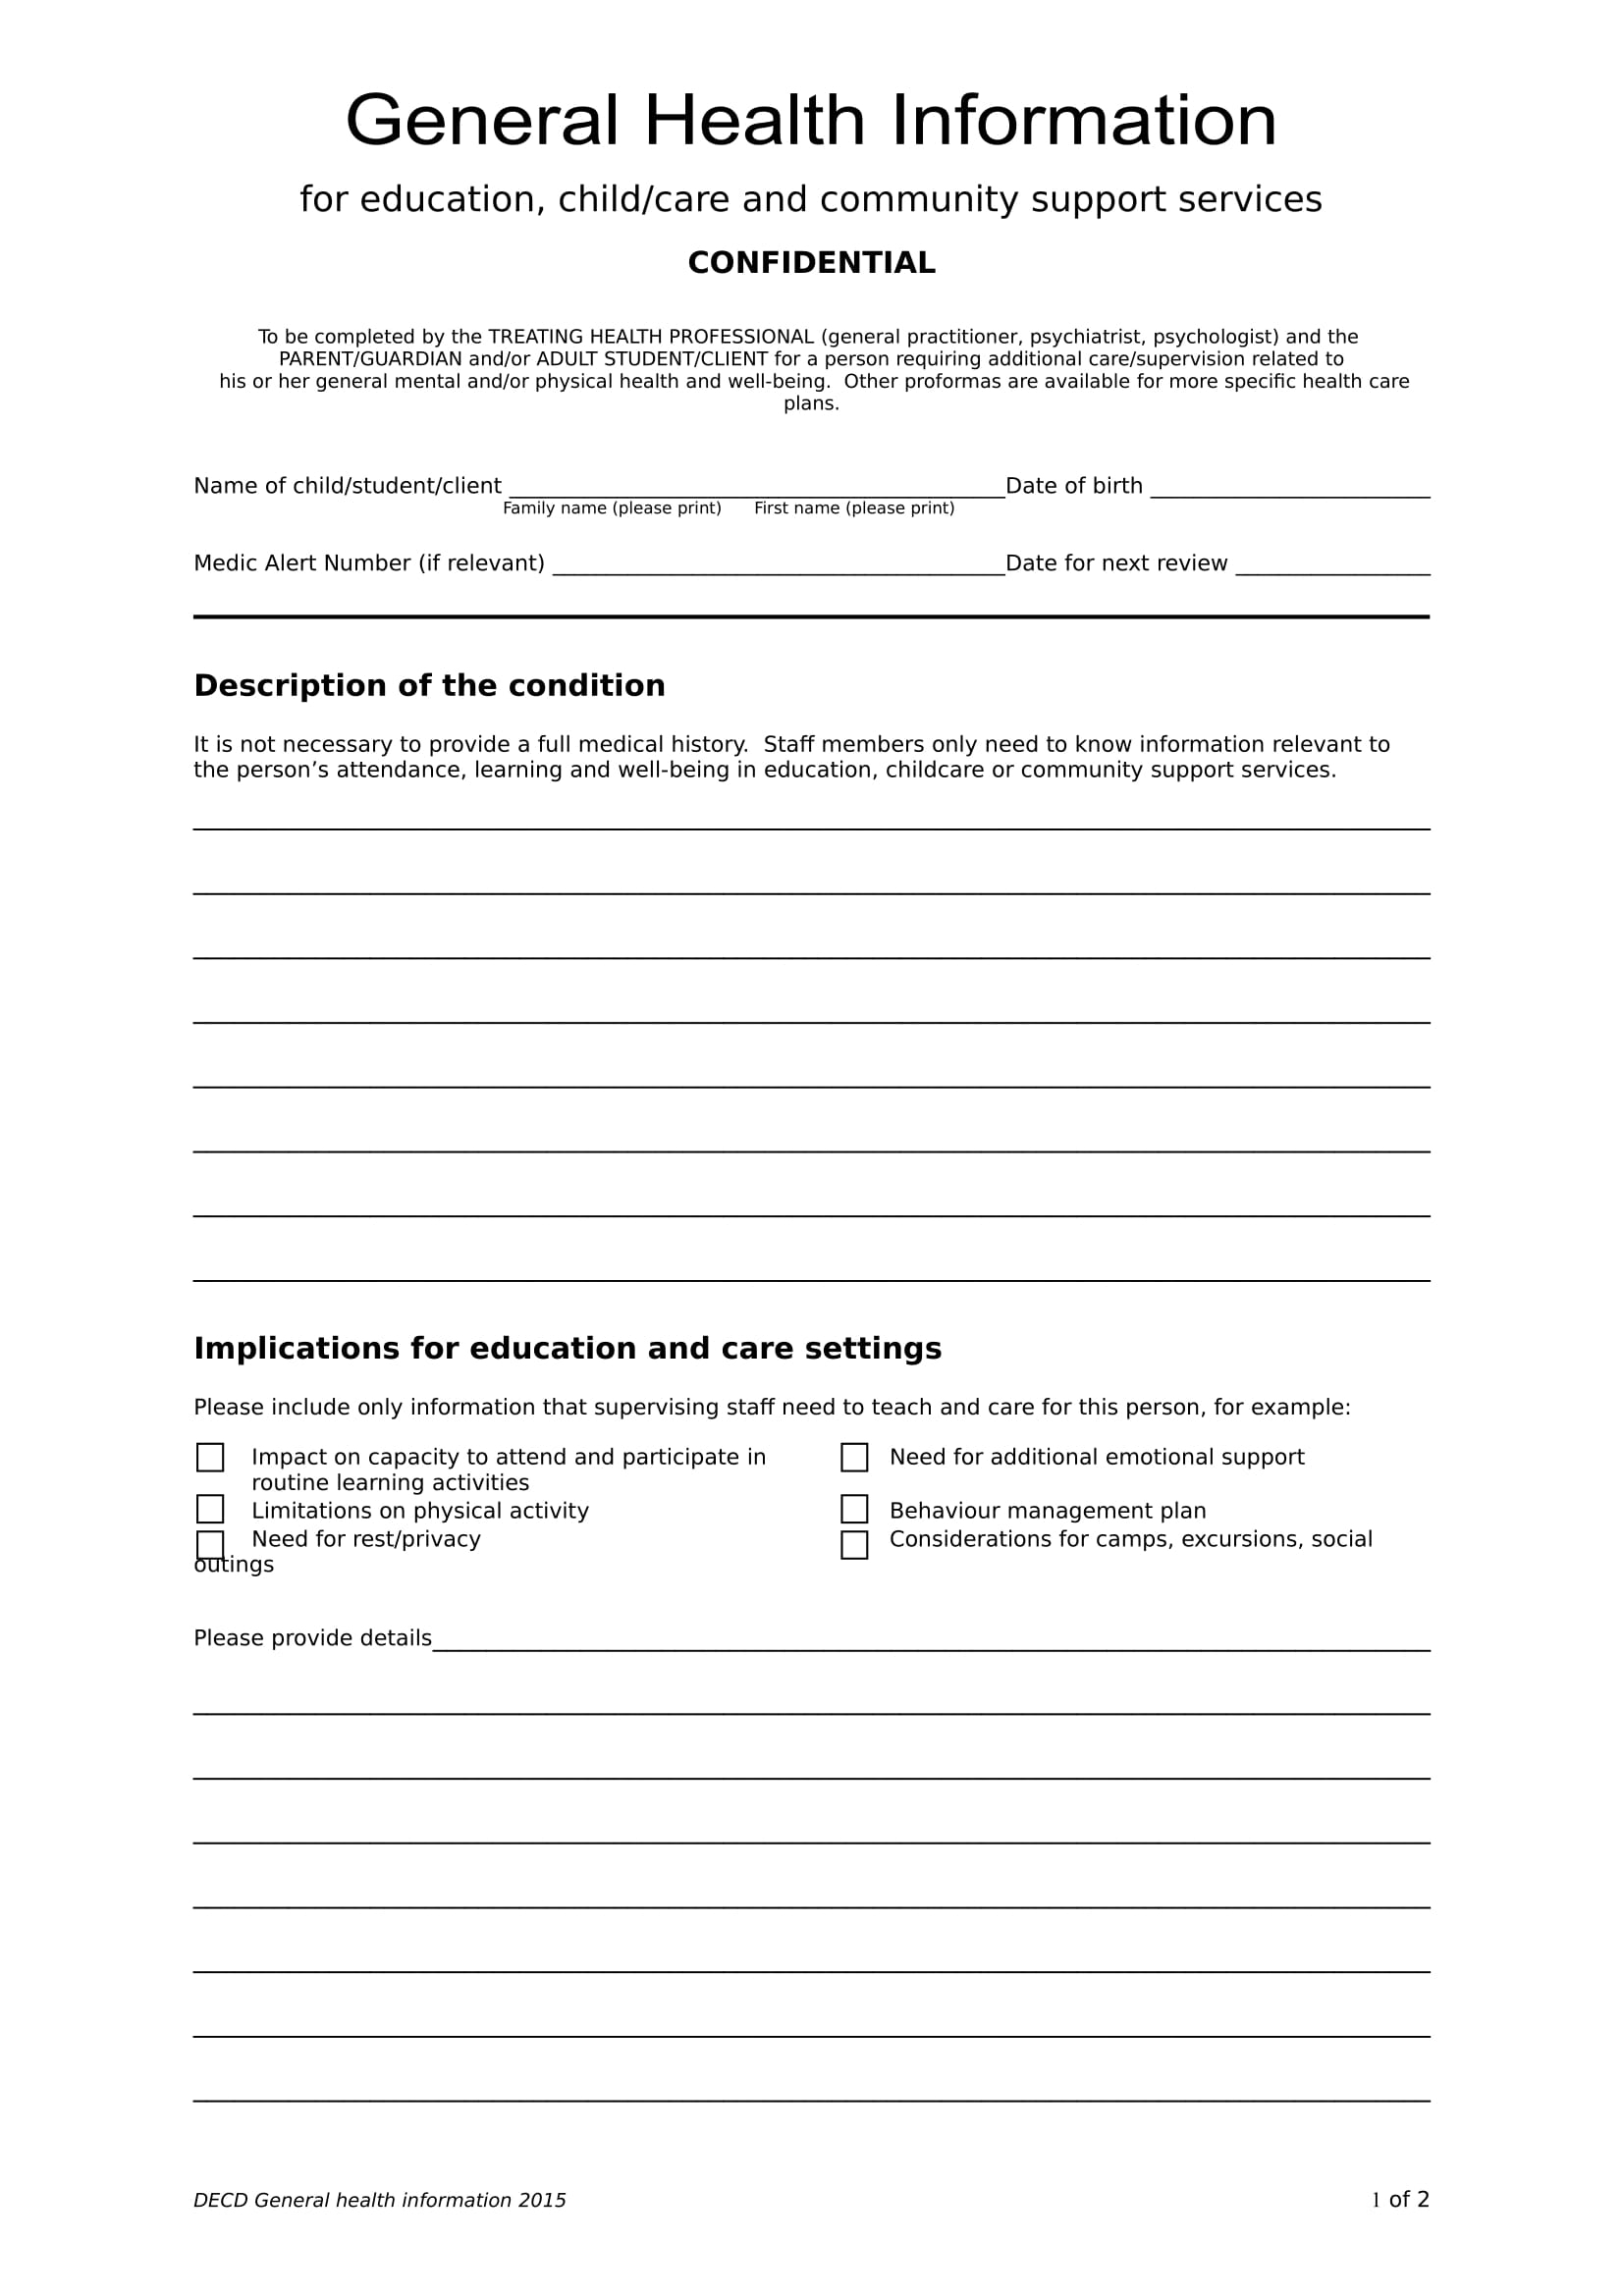 General Health Information
for education, child/care and community support services
CONFIDENTIAL
To be completed by the TREATING HEALTH PROFESSIONAL (general practitioner, psychiatrist, psychologist) and the
PARENT/GUARDIAN and/or ADULT STUDENT/CLIENT for a person requiring additional care/supervision related to
his or her general mental and/or physical health and well-being.  Other proformas are available for more specific health care
plans.
Name of child/student/client Date of birth
Family name (please print) First name (please print)
Medic Alert Number (if relevant) Date for next review
Description of the condition
It is not necessary to provide a full medical history.  Staff members only need to know information relevant to
the person’s attendance, learning and well-being in education, childcare or community support services.
Implications for education and care settings
Please include only information that supervising staff need to teach and care for this person, for example:
Impact on capacity to attend and participate in Need for additional emotional support
routine learning activities
Limitations on physical activity Behaviour management plan
Need for rest/privacy Considerations for camps, excursions, social
outings
Please provide details
DECD General health information 2015 1 of 2